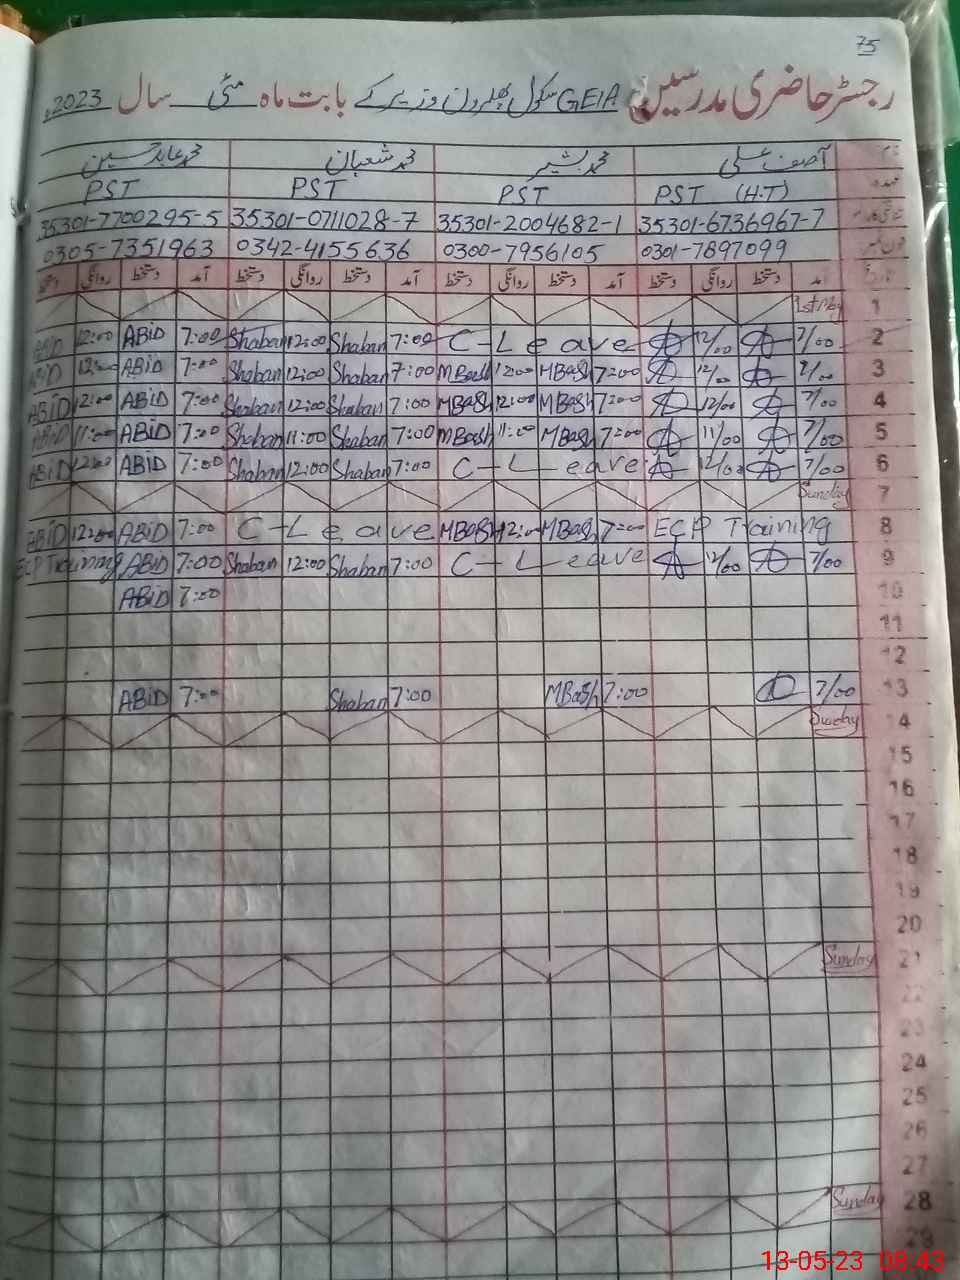 75
رجسٹر حاضری مدرسین GEIA سکول بھلرون وزیر کے بابت ماہ مئی سال 2023ء
آصف علی محمد بشیر محمد شعبان محمد عابد حسین
عہدہ PST (H.T) PST PST PST
35301-7700295-5 35301-0711028-7 35301-2004682-1 35301-6736967-7
0305-7351963 0342-4155636 0300-7956105 0301-7897099
آمد دستخط روانگی دستخط آمد دستخط روانگی دستخط آمد دستخط روانگی دستخط آمد دستخط روانگی دستخط
1st May 1
ABiD 12:00 ABiD 7:00 Shaban 12:00 Shaban 7:00 C-Leave 12/00 7/00 2
ABiD 12:00 ABiD 7:00 Shaban 12:00 Shaban 7:00 MBash 12:00 MBash 7:00 12/00 7/00 3
ABiD 12:00 ABiD 7:00 Shaban 12:00 Shaban 7:00 MBash 12:00 MBash 7:00 12/00 7/00 4
ABiD 11:00 ABiD 7:00 Shaban 11:00 Shaban 7:00 MBash 11:00 MBash 7:00 11/00 7/00 5
ABiD 12:00 ABiD 7:00 Shaban 12:00 Shaban 7:00 C-Leave 12/00 7/00 6
Sunday 7
ABiD 12:00 ABiD 7:00 C-Leave MBash 12:00 MBash 7:00 ECP Training 8
ECP Training ABiD 7:00 Shaban 12:00 Shaban 7:00 C-Leave 12/00 7/00 9
ABiD 7:00 10
11
12
ABiD 7:00 Shaban 7:00 MBash 7:00 7/00 13
Sunday 14
15
16
17
18
19
20
Sunday 21
22
23
24
25
26
27
Sunday 28
29
13-05-23 08:43